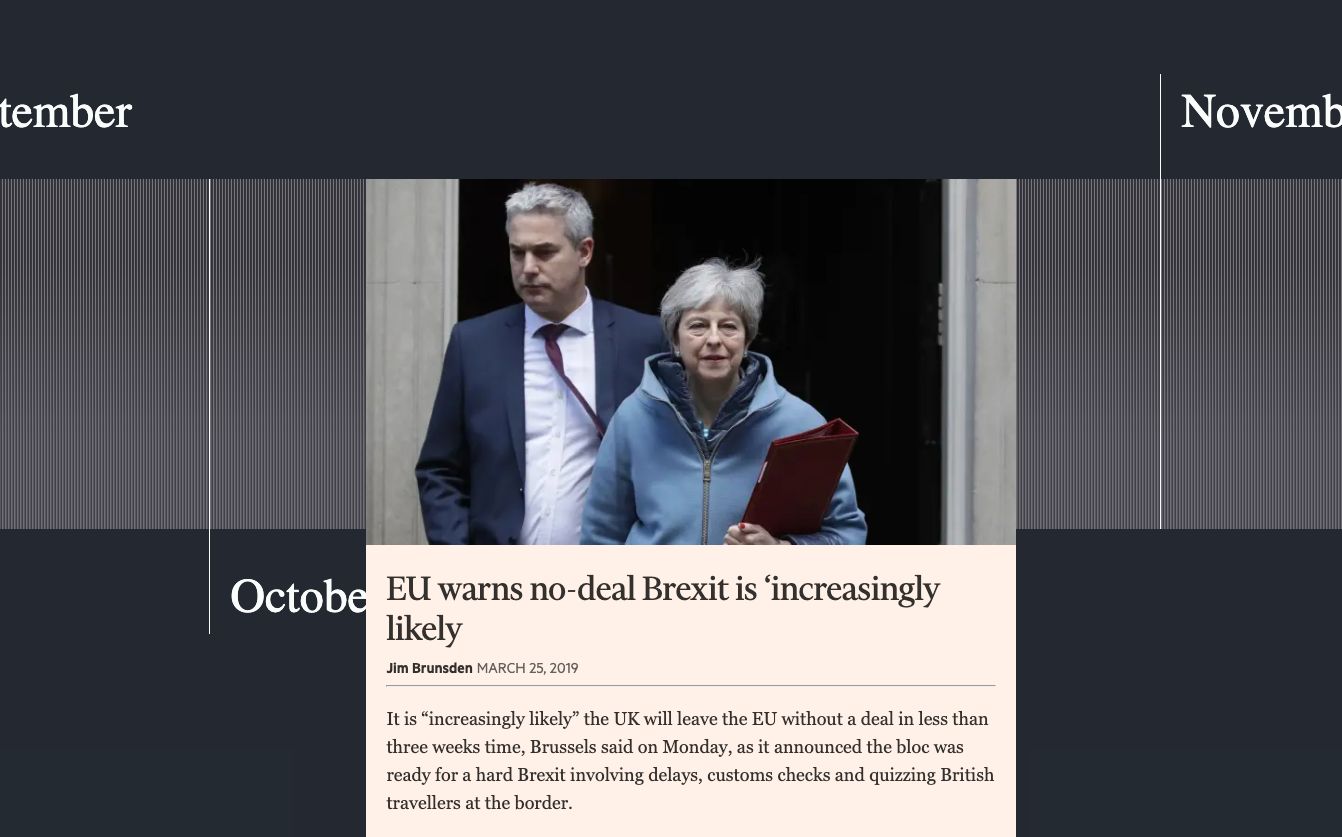 tember
Novemb
Octobe
EU warns no-deal Brexit is ‘increasingly
likely
Jim Brunsden MARCH 25, 2019
It is “increasingly likely” the UK will leave the EU without a deal in less than
three weeks time, Brussels said on Monday, as it announced the bloc was
ready for a hard Brexit involving delays, customs checks and quizzing British
travellers at the border.